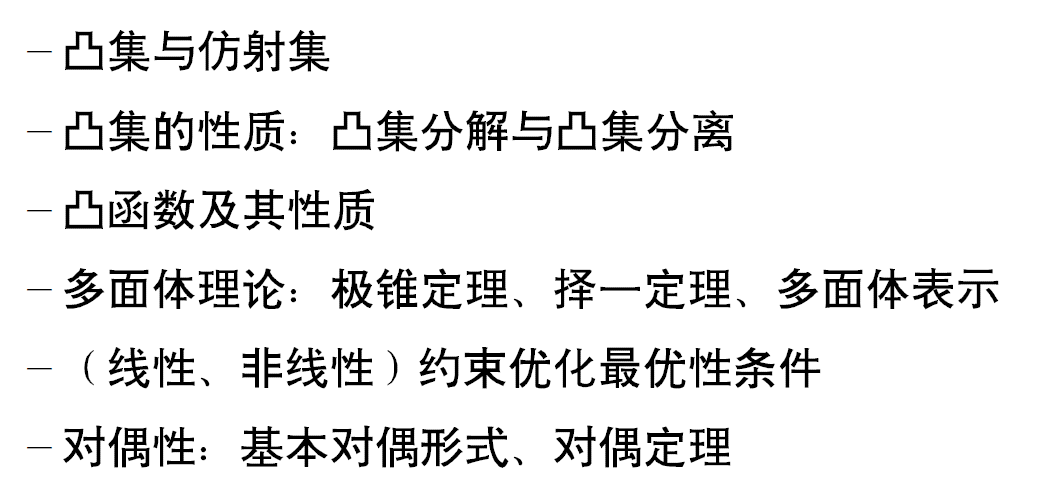 – 凸集与仿射集
– 凸集的性质：凸集分解与凸集分离
– 凸函数及其性质
– 多面体理论：极锥定理、择一定理、多面体表示
– （线性、非线性）约束优化最优性条件
– 对偶性：基本对偶形式、对偶定理